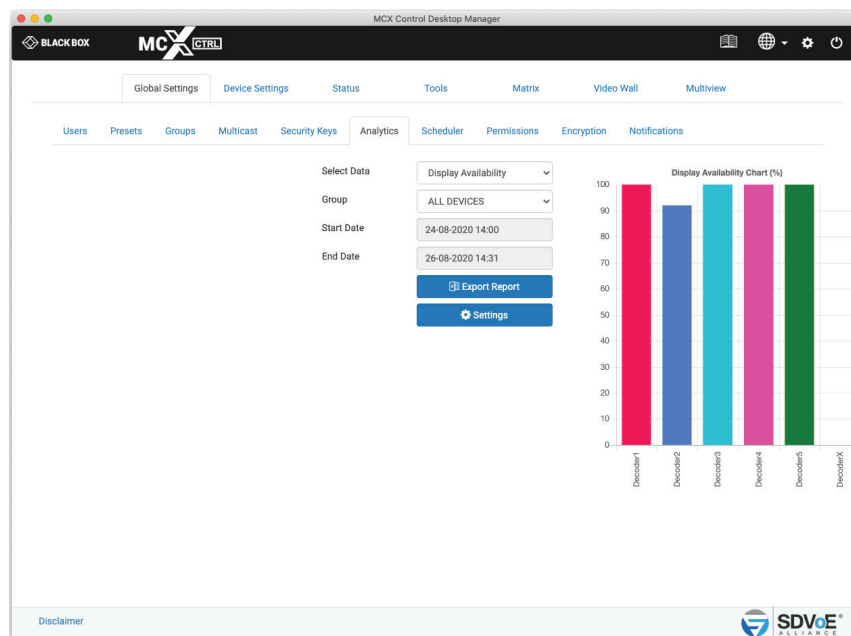 MCX Control Desktop Manager
BLACK BOX
MCX CTRL
Global Settings Device Settings Status Tools Matrix Video Wall Multiview
Users Presets Groups Multicast Security Keys Analytics Scheduler Permissions Encryption Notifications
Select Data Display Availability
Group ALL DEVICES
Start Date 24-08-2020 14:00
End Date 26-08-2020 14:31
Export Report
Settings
Display Availability Chart (%)
100
90
80
70
60
50
40
30
20
10
0
Decoder1 Decoder2 Decoder3 Decoder4 Decoder5 DecoderX
Disclaimer
SDVoE
ALLIANCE